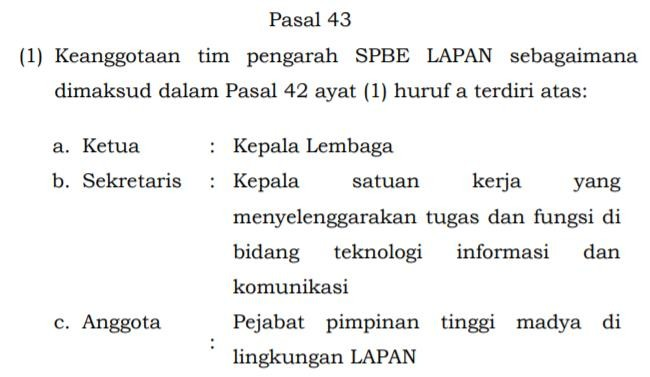 Pasal 43
(1) Keanggotaan tim pengarah SPBE LAPAN sebagaimana
dimaksud dalam Pasal 42 ayat (1) huruf a terdiri atas:
a. Ketua : Kepala Lembaga
b. Sekretaris : Kepala satuan kerja yang
menyelenggarakan tugas dan fungsi di
bidang teknologi informasi dan
komunikasi
c. Anggota : Pejabat pimpinan tinggi madya di
lingkungan LAPAN